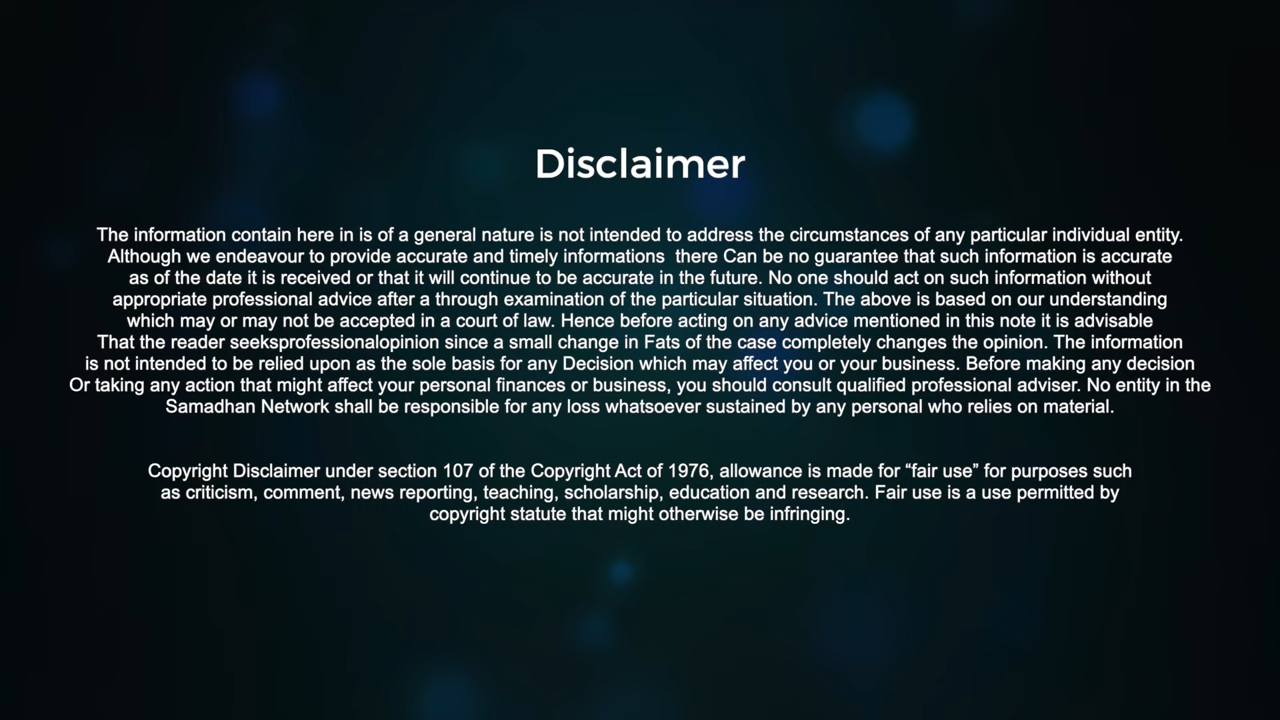 Disclaimer
The information contain here in is of a general nature is not intended to address the circumstances of any particular individual entity.
Although we endeavour to provide accurate and timely informations  there Can be no guarantee that such information is accurate
as of the date it is received or that it will continue to be accurate in the future. No one should act on such information without
appropriate professional advice after a through examination of the particular situation. The above is based on our understanding
which may or may not be accepted in a court of law. Hence before acting on any advice mentioned in this note it is advisable
That the reader seeksprofessionalopinion since a small change in Fats of the case completely changes the opinion. The information
is not intended to be relied upon as the sole basis for any Decision which may affect you or your business. Before making any decision
Or taking any action that might affect your personal finances or business, you should consult qualified professional adviser. No entity in the
Samadhan Network shall be responsible for any loss whatsoever sustained by any personal who relies on material.
Copyright Disclaimer under section 107 of the Copyright Act of 1976, allowance is made for “fair use” for purposes such
as criticism, comment, news reporting, teaching, scholarship, education and research. Fair use is a use permitted by
copyright statute that might otherwise be infringing.